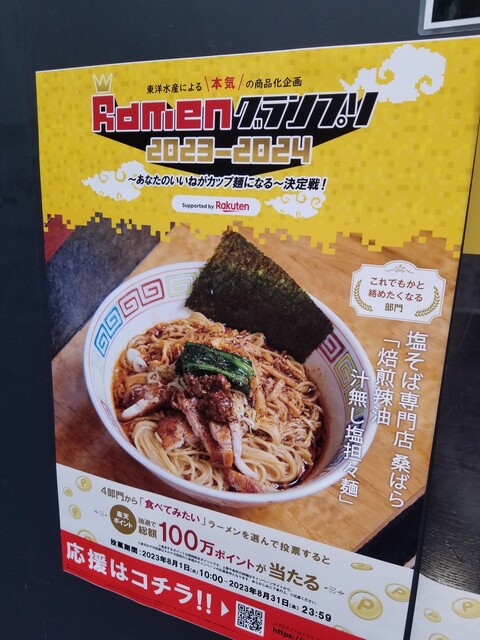 東洋水産による\本気/の商品化企画
Ramenグランプリ
2023-2024
～あなたのいいねがカップ麺になる～決定戦！
Supported by Rakuten
これでもかと
絡めたくなる
部門
塩そば専門店 桑ばら
「焙煎辣油
汁無し塩担々麺」
4部門から「食べてみたい」ラーメンを選んで投票すると
楽天
ポイント
抽選で
総額
100万ポイントが当たる
投票期間：2023年8月1日(火)10:00-2023年8月31日(木)23:59
応援はコチラ!!